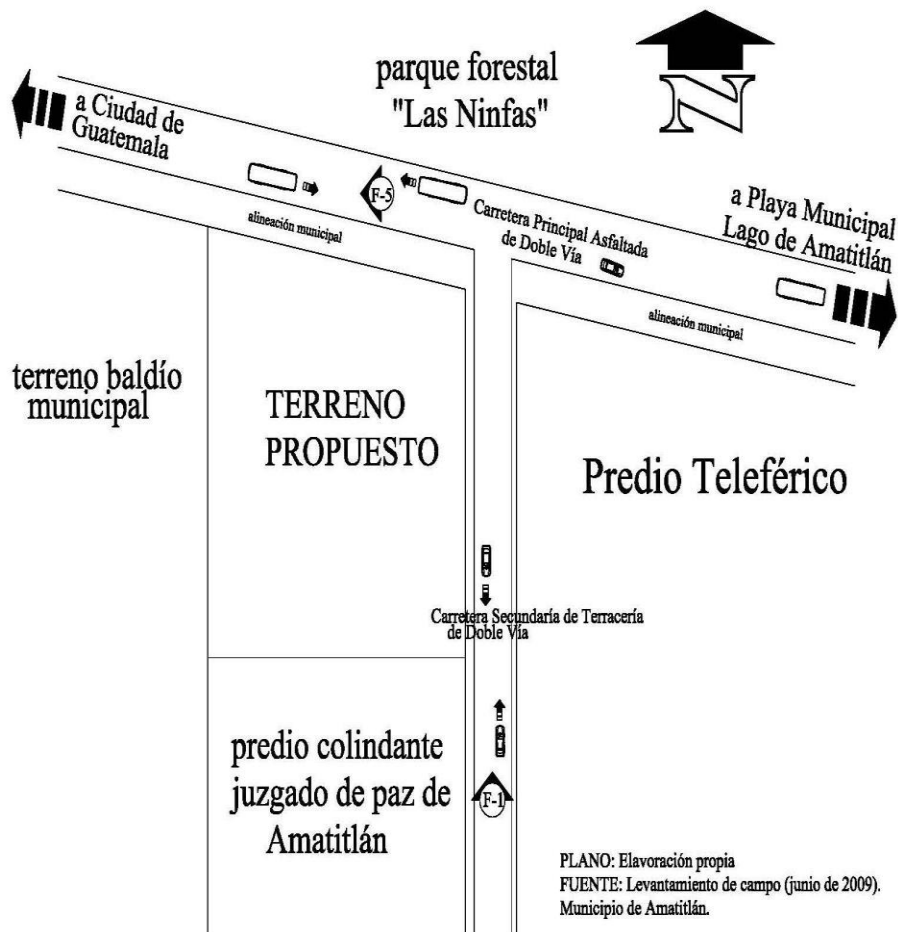 parque forestal
"Las Ninfas"
N
a Ciudad de
Guatemala
F-5
alineación municipal
Carretera Principal Asfaltada
de Doble Vía
a Playa Municipal
Lago de Amatitlán
alineación municipal
terreno baldío
municipal
TERRENO
PROPUESTO
Predio Teleférico
Carretera Secundaría de Terracería
de Doble Vía
predio colindante
juzgado de paz de
Amatitlán
F-1
PLANO: Elavoración propia
FUENTE: Levantamiento de campo (junio de 2009).
Municipio de Amatitlán.